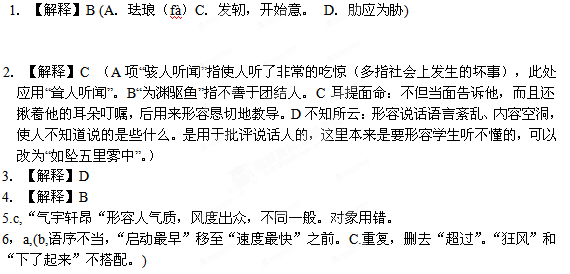 1. 【解释】B (A. 珐琅（fà）C. 发轫，开始意。 D. 肋应为胁)
2. 【解释】C （A 项“骇人听闻”指使人听了非常的吃惊（多指社会上发生的坏事），此处
应用“耸人听闻”。B“为渊驱鱼”指不善于团结人。C 耳提面命：不但当面告诉他，而且还
揪着他的耳朵叮嘱，后用来形容恳切地教导。D 不知所云：形容说话语言紊乱、内容空洞，
使人不知道说的是些什么。是用于批评说话人的，这里本来是要形容学生听不懂的，可以
改为“如坠五里雾中”。）
3. 【解释】D
4. 【解释】B
5.c,“气宇轩昂“形容人气质，风度出众，不同一般。对象用错。
6，a,(b,语序不当，“启动最早”移至“速度最快”之前。C.重复，删去“超过”。“狂风”和
“下了起来”不搭配。)